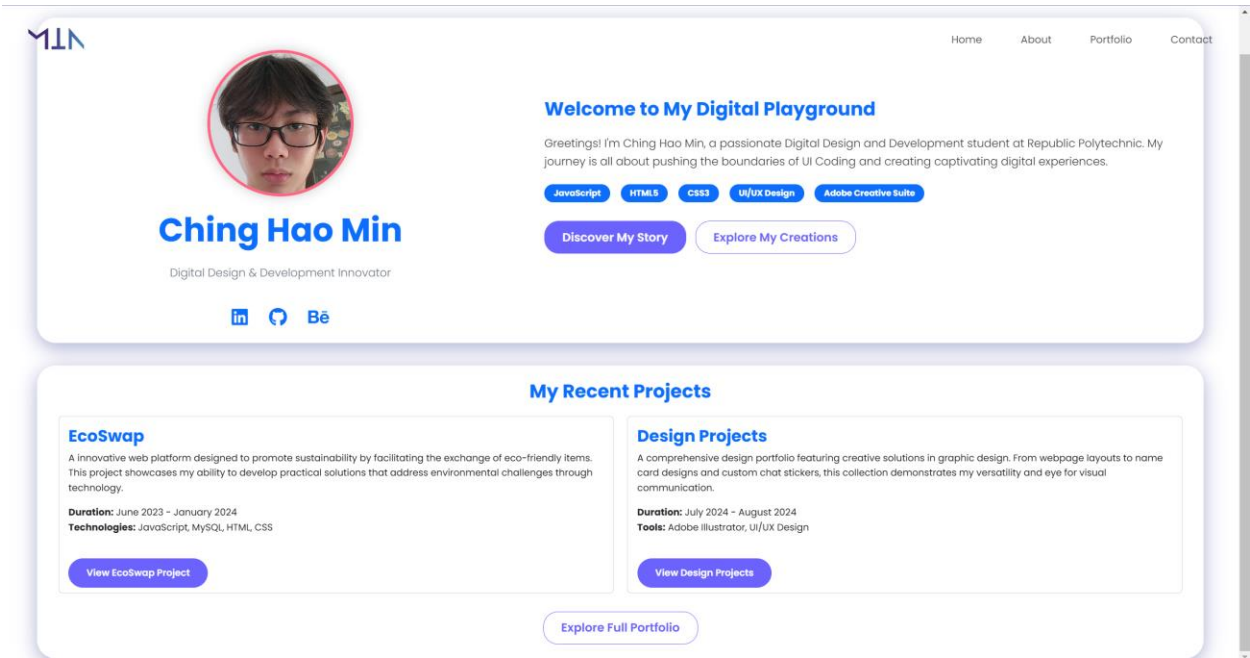 MIN
Home About Portfolio Contact
Ching Hao Min
Digital Design & Development Innovator
in Bē
Welcome to My Digital Playground
Greetings! I'm Ching Hao Min, a passionate Digital Design and Development student at Republic Polytechnic. My
journey is all about pushing the boundaries of UI Coding and creating captivating digital experiences.
JavaScript HTML5 CSS3 UI/UX Design Adobe Creative Suite
Discover My Story Explore My Creations
My Recent Projects
EcoSwap
A innovative web platform designed to promote sustainability by facilitating the exchange of eco-friendly items.
This project showcases my ability to develop practical solutions that address environmental challenges through
technology.
Duration: June 2023 - January 2024
Technologies: JavaScript, MySQL, HTML, CSS
View EcoSwap Project
Design Projects
A comprehensive design portfolio featuring creative solutions in graphic design. From webpage layouts to name
card designs and custom chat stickers, this collection demonstrates my versatility and eye for visual
communication.
Duration: July 2024 - August 2024
Tools: Adobe Illustrator, UI/UX Design
View Design Projects
Explore Full Portfolio